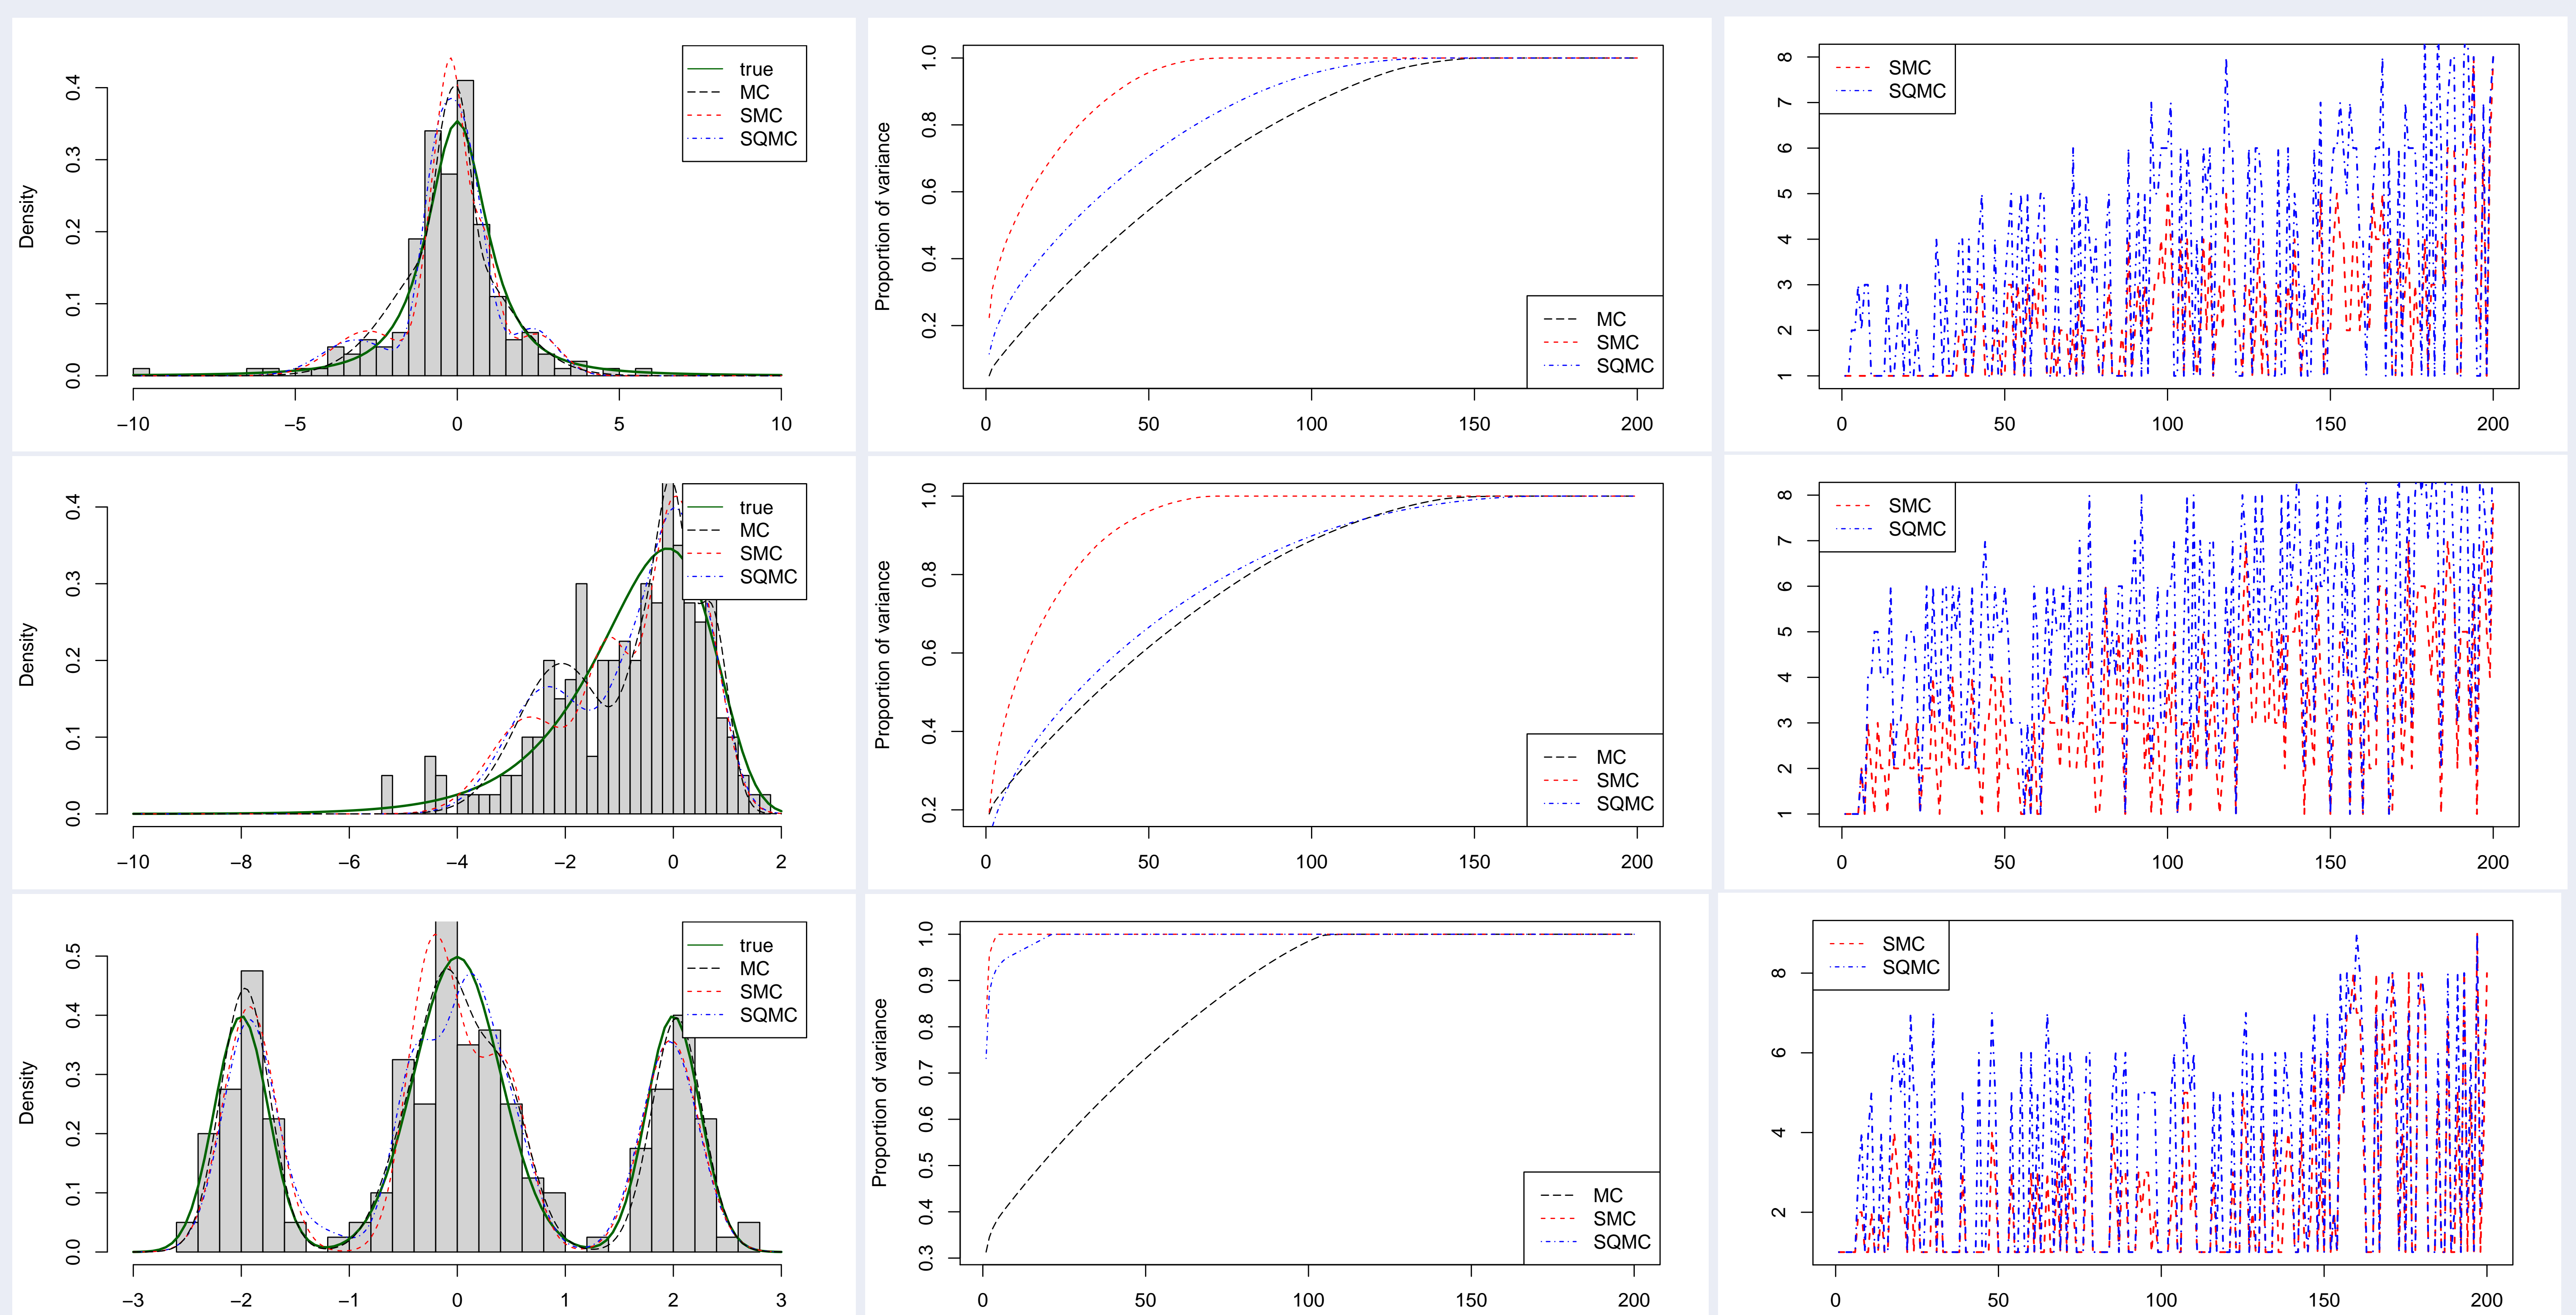 Density
0.0 0.1 0.2 0.3 0.4
−10 −5 0 5 10
true
MC
SMC
SQMC
Proportion of variance
0.2 0.4 0.6 0.8 1.0
0 50 100 150 200
MC
SMC
SQMC
1 2 3 4 5 6 7 8
0 50 100 150 200
SMC
SQMC
Density
0.0 0.1 0.2 0.3 0.4
−10 −8 −6 −4 −2 0 2
true
MC
SMC
SQMC
Proportion of variance
0.2 0.4 0.6 0.8 1.0
0 50 100 150 200
MC
SMC
SQMC
1 2 3 4 5 6 7 8
0 50 100 150 200
SMC
SQMC
Density
0.0 0.1 0.2 0.3 0.4 0.5
−3 −2 −1 0 1 2 3
true
MC
SMC
SQMC
Proportion of variance
0.3 0.4 0.5 0.6 0.7 0.8 0.9 1.0
0 50 100 150 200
MC
SMC
SQMC
2 4 6 8
0 50 100 150 200
SMC
SQMC